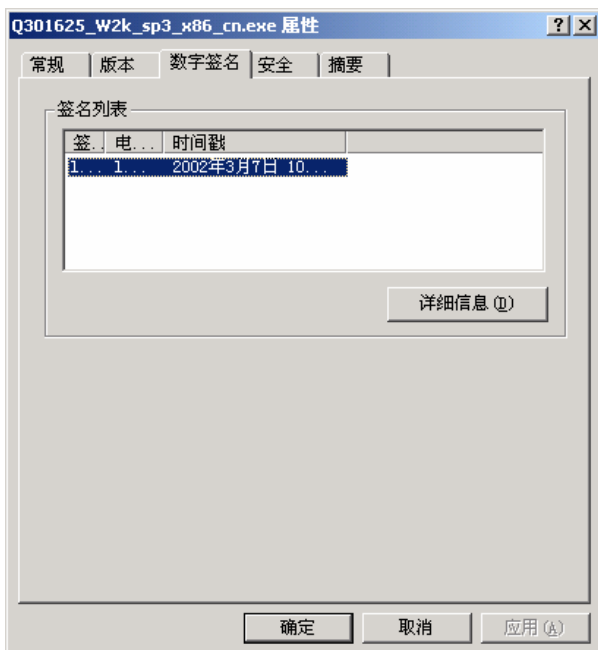 Q301625_W2k_sp3_x86_cn.exe 属性
常规 版本 数字签名 安全 摘要
签名列表
签... 电... 时间戳
1... 1... 2002年3月7日 10...
详细信息(D)
确定 取消 应用(A)